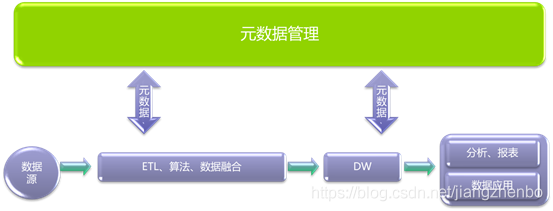 元数据管理
元数据
元数据
数据源
ETL、算法、数据融合
DW
分析、报表
数据应用
https://blog.csdn.net/jiangzhenbo